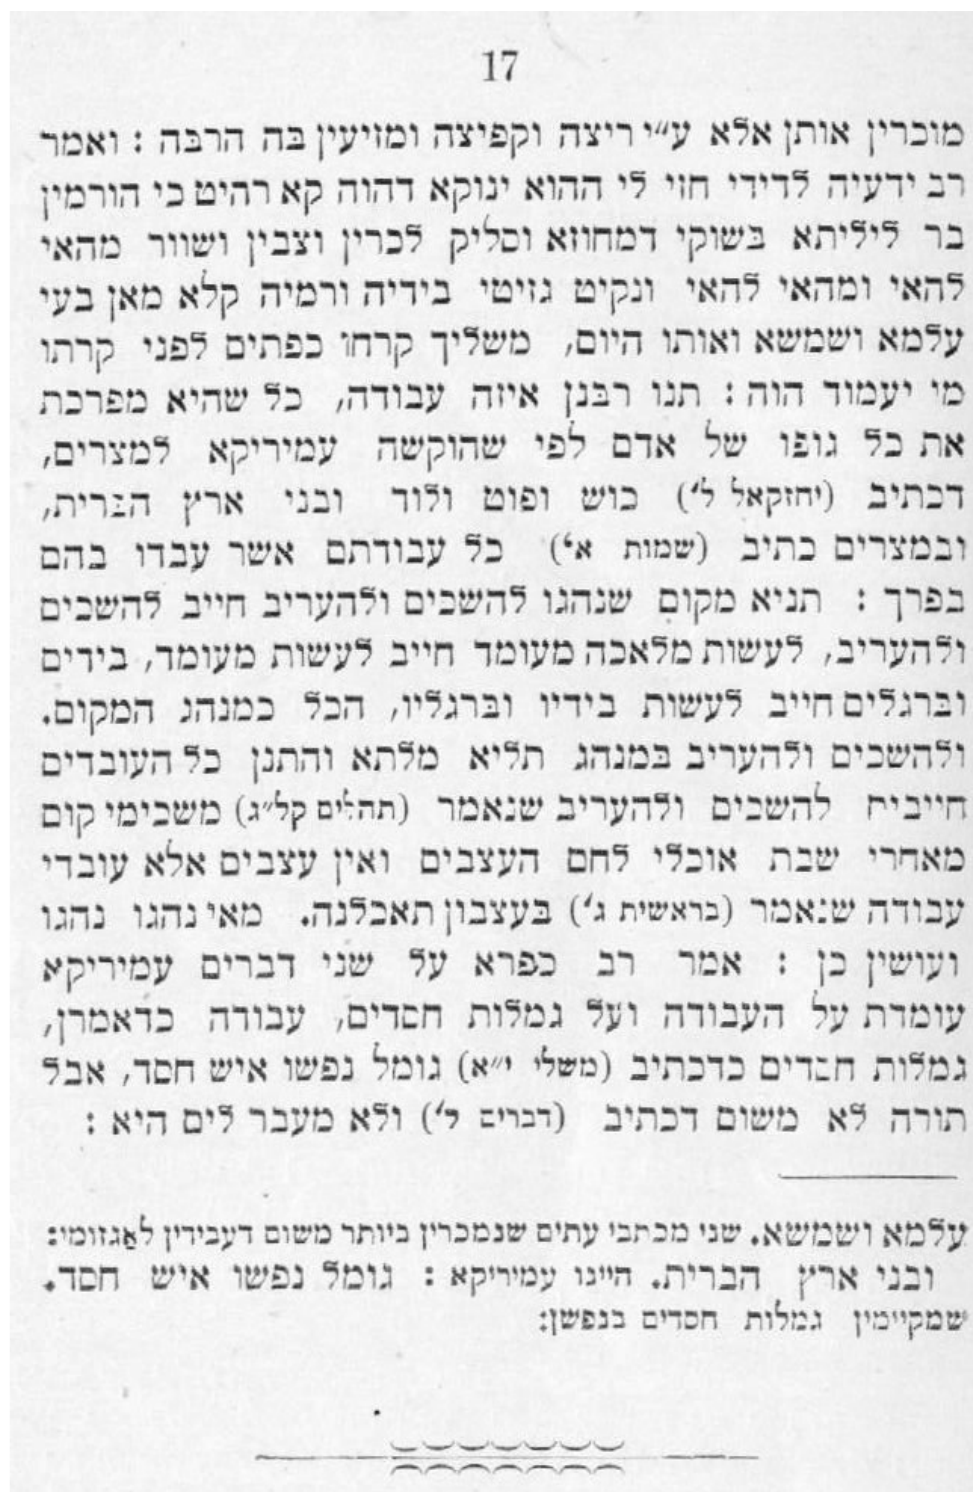 17
מוכרין אותן אלא ע״י ריצה וקפיצה ומזיעין בה הרבה : ואמר
רב ידעיה לדידי חזי לי ההוא ינוקא דהוה קא רהיט כי הורמין
בר ליליתא בשוקי דמחוזא וסליק לכרין וצבין ושוור מהאי
להאי ומהאי להאי ונקיט גזיטי בידיה ורמיה קלא מאן בעי
עלמא ושמשא ואותו היום, משליך קרחו כפתים לפני קרתו
מי יעמוד הוה : תנו רבנן איזה עבודה, כל שהיא מפרכת
את כל גופו של אדם לפי שהוקשה עמיריקא למצרים,
דכתיב (יחזקאל ל׳) כוש ופוט ולוד ובני ארץ הברית,
ובמצרים כתיב (שמות א׳) כל עבודתם אשר עבדו בהם
בפרך : תניא מקום שנהגו להשכים ולהעריב חייב להשכים
ולהעריב, לעשות מלאכה מעומד חייב לעשות מעומד, בידים
וברגלים חייב לעשות בידיו וברגליו, הכל כמנהג המקום.
ולהשכים ולהעריב במנהג תליא מלתא והתנן כל העובדים
חייבית להשכים ולהעריב שנאמר (תהלים קל״ג) משכימי קום
מאחרי שבת אוכלי לחם העצבים ואין עצבים אלא עובדי
עבודה שנאמר (בראשית ג׳) בעצבון תאכלנה. מאי נהגו נהגו
ועושין כן : אמר רב כפרא על שני דברים עמיריקא
עומדת על העבודה ועל גמלות חסדים, עבודה כדאמרן,
גמלות חסדים כדכתיב (משלי י״א) גומל נפשו איש חסד, אבל
תורה לא משום דכתיב (דברים ל׳) ולא מעבר לים היא :
עלמא ושמשא. שני מכתבי עתים שנמכרין ביותר משום דעבידין לאַגזומי:
ובני ארץ הברית. היינו עמיריקא : גומל נפשו איש חסד.
שמקיימין גמלות חסדים בנפשן: